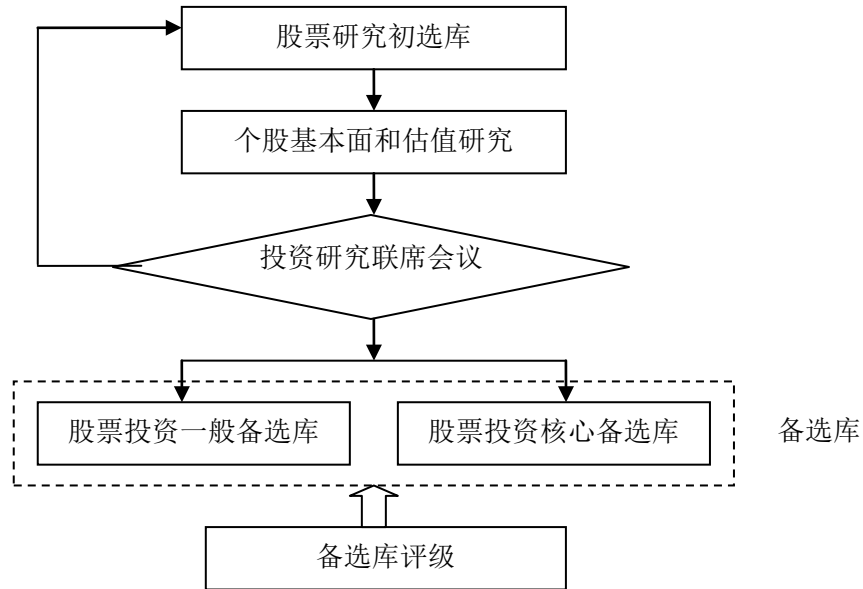 股票研究初选库
个股基本面和估值研究
投资研究联席会议
股票投资一般备选库
股票投资核心备选库
备选库
备选库评级